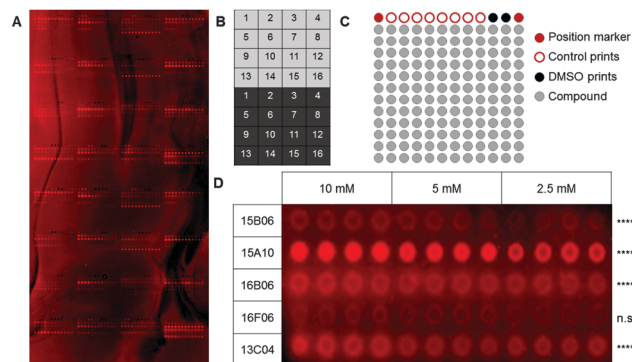 A
B
1 2 3 4
5 6 7 8
9 10 11 12
13 14 15 16
1 2 3 4
5 6 7 8
9 10 11 12
13 14 15 16
C
Position marker
Control prints
DMSO prints
Compound
D
10 mM 5 mM 2.5 mM
15B06 ****
15A10 ****
16B06 ****
16F06 n.s
13C04 ****